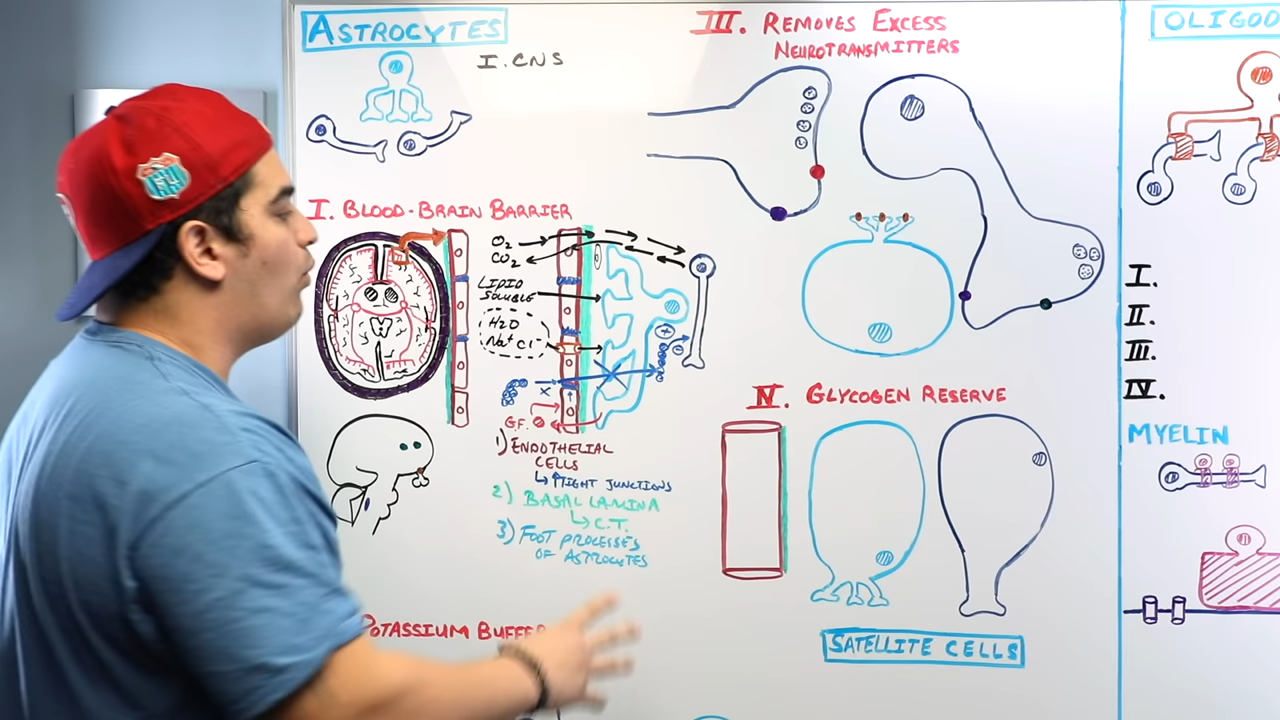 ASTROCYTES
I. CNS
III. REMOVES EXCESS
NEUROTRANSMITTERS
OLIGOD
I. BLOOD-BRAIN BARRIER
O2
CO2
LIPID
SOLUBLE
H2O
Na+ Cl-
G.F.
1) ENDOTHELIAL
CELLS
↳ TIGHT JUNCTIONS
2) BASAL LAMINA
↳ C.T.
3) FOOT PROCESSES
OF ASTROCYTES
POTASSIUM BUFFE
IV. GLYCOGEN RESERVE
SATELLITE CELLS
I.
II.
III.
IV.
MYELIN